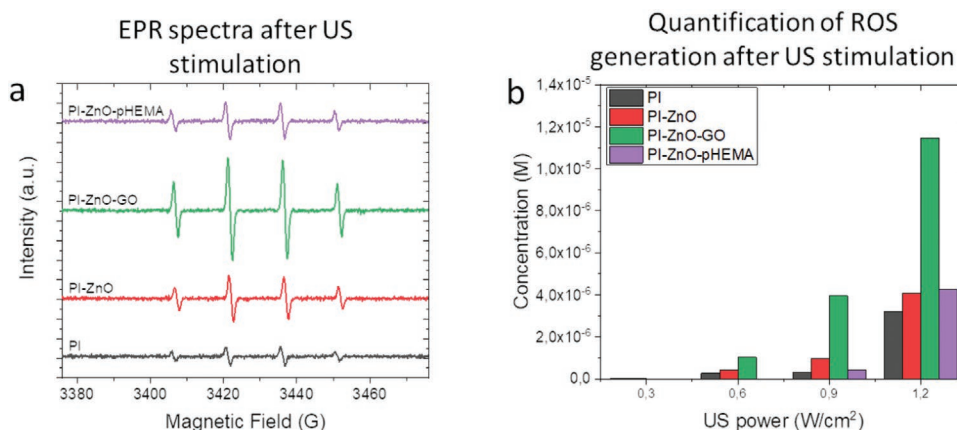 EPR spectra after US
stimulation
a
PI-ZnO-pHEMA
PI-ZnO-GO
PI-ZnO
PI
Intensity (a.u.)
3380 3400 3420 3440 3460
Magnetic Field (G)
Quantification of ROS
generation after US stimulation
b
PI
PI-ZnO
PI-ZnO-GO
PI-ZnO-pHEMA
1,4x10⁻⁵
1,2x10⁻⁵
1,0x10⁻⁵
8,0x10⁻⁶
6,0x10⁻⁶
4,0x10⁻⁶
2,0x10⁻⁶
0,0
Concentration (M)
0,3 0,6 0,9 1,2
US power (W/cm²)